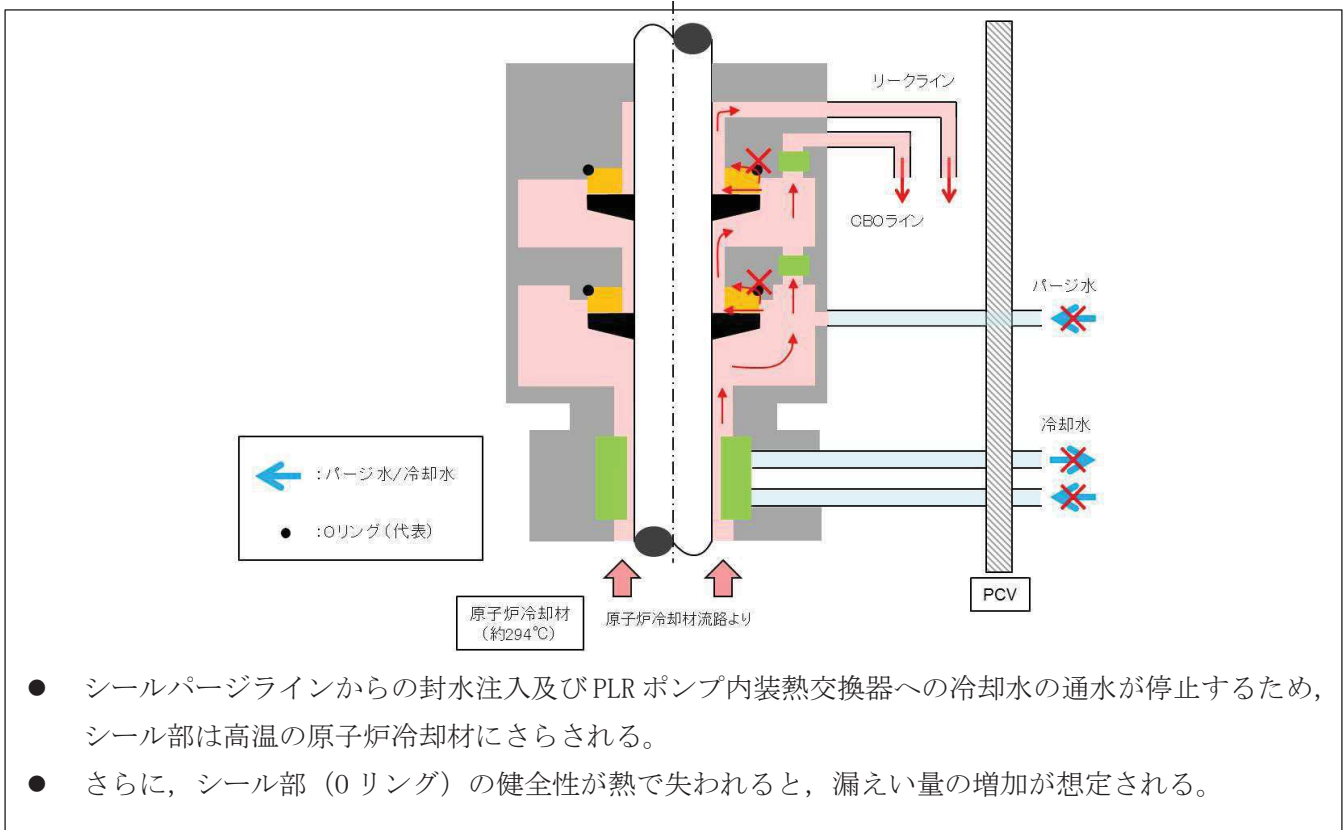 リークライン
CBOライン
パージ水
冷却水
:パージ水/冷却水
:Oリング(代表)
PCV
原子炉冷却材
(約294℃)
原子炉冷却材流路より
● シールパージラインからの封水注入及びPLRポンプ内装熱交換器への冷却水の通水が停止するため,
シール部は高温の原子炉冷却材にさらされる。
● さらに,シール部（0リング）の健全性が熱で失われると,漏えい量の増加が想定される。